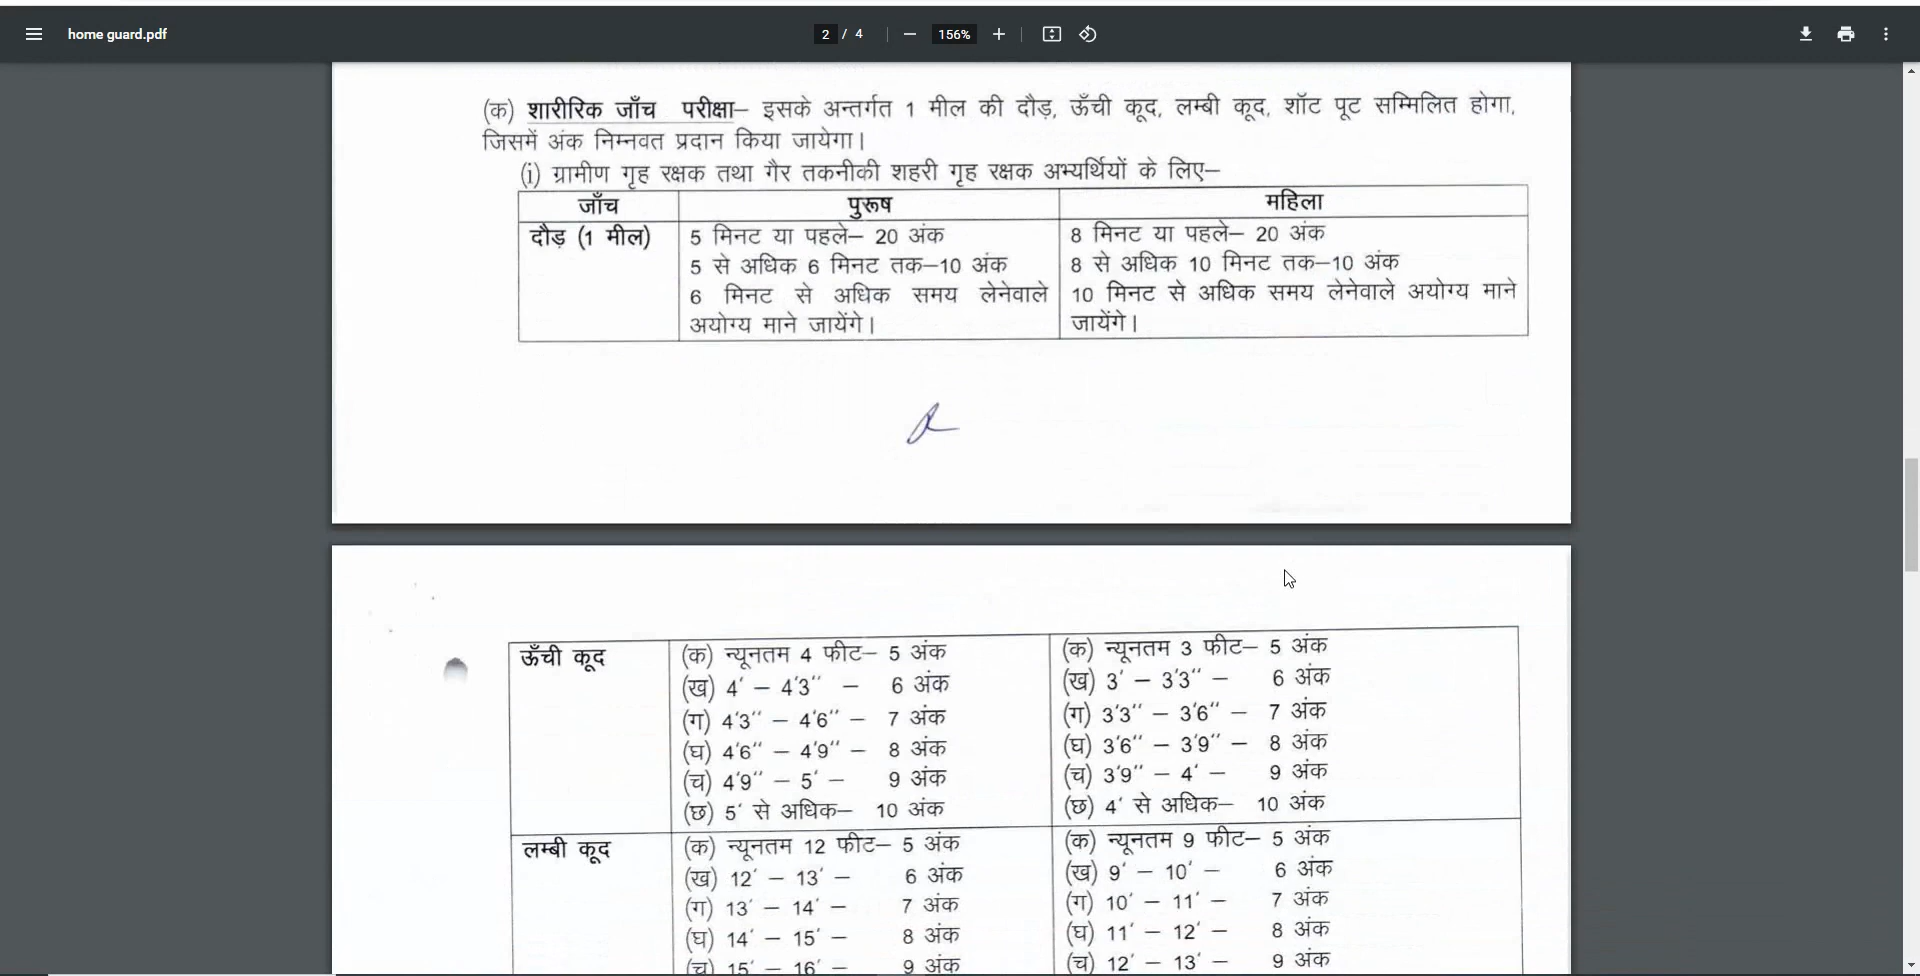 home guard.pdf
2 / 4
156%
(क) शारीरिक जाँच परीक्षा– इसके अन्तर्गत 1 मील की दौड़, ऊँची कूद, लम्बी कूद, शॉट पूट सम्मिलित होगा,
जिसमें अंक निम्नवत प्रदान किया जायेगा।
(i) ग्रामीण गृह रक्षक तथा गैर तकनीकी शहरी गृह रक्षक अभ्यर्थियों के लिए–
जाँच पुरूष महिला
दौड़ (1 मील) 5 मिनट या पहले– 20 अंक 8 मिनट या पहले– 20 अंक
5 से अधिक 6 मिनट तक–10 अंक 8 से अधिक 10 मिनट तक–10 अंक
6 मिनट से अधिक समय लेनेवाले 10 मिनट से अधिक समय लेनेवाले अयोग्य माने
अयोग्य माने जायेंगे। जायेंगे।
ऊँची कूद (क) न्यूनतम 4 फीट– 5 अंक (क) न्यूनतम 3 फीट– 5 अंक
(ख) 4' – 4'3'' – 6 अंक (ख) 3' – 3'3'' – 6 अंक
(ग) 4'3'' – 4'6'' – 7 अंक (ग) 3'3'' – 3'6'' – 7 अंक
(घ) 4'6'' – 4'9'' – 8 अंक (घ) 3'6'' – 3'9'' – 8 अंक
(च) 4'9'' – 5' – 9 अंक (च) 3'9'' – 4' – 9 अंक
(छ) 5' से अधिक– 10 अंक (छ) 4' से अधिक– 10 अंक
लम्बी कूद (क) न्यूनतम 12 फीट– 5 अंक (क) न्यूनतम 9 फीट– 5 अंक
(ख) 12' – 13' – 6 अंक (ख) 9' – 10' – 6 अंक
(ग) 13' – 14' – 7 अंक (ग) 10' – 11' – 7 अंक
(घ) 14' – 15' – 8 अंक (घ) 11' – 12' – 8 अंक
(च) 15' – 16' – 9 अंक (च) 12' – 13' – 9 अंक